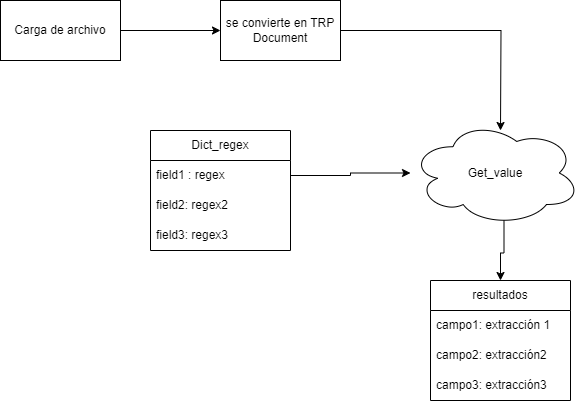 Carga de archivo
se convierte en TRP
Document
Dict_regex
field1 : regex
field2: regex2
field3: regex3
Get_value
resultados
campo1: extracción 1
campo2: extracción2
campo3: extracción3